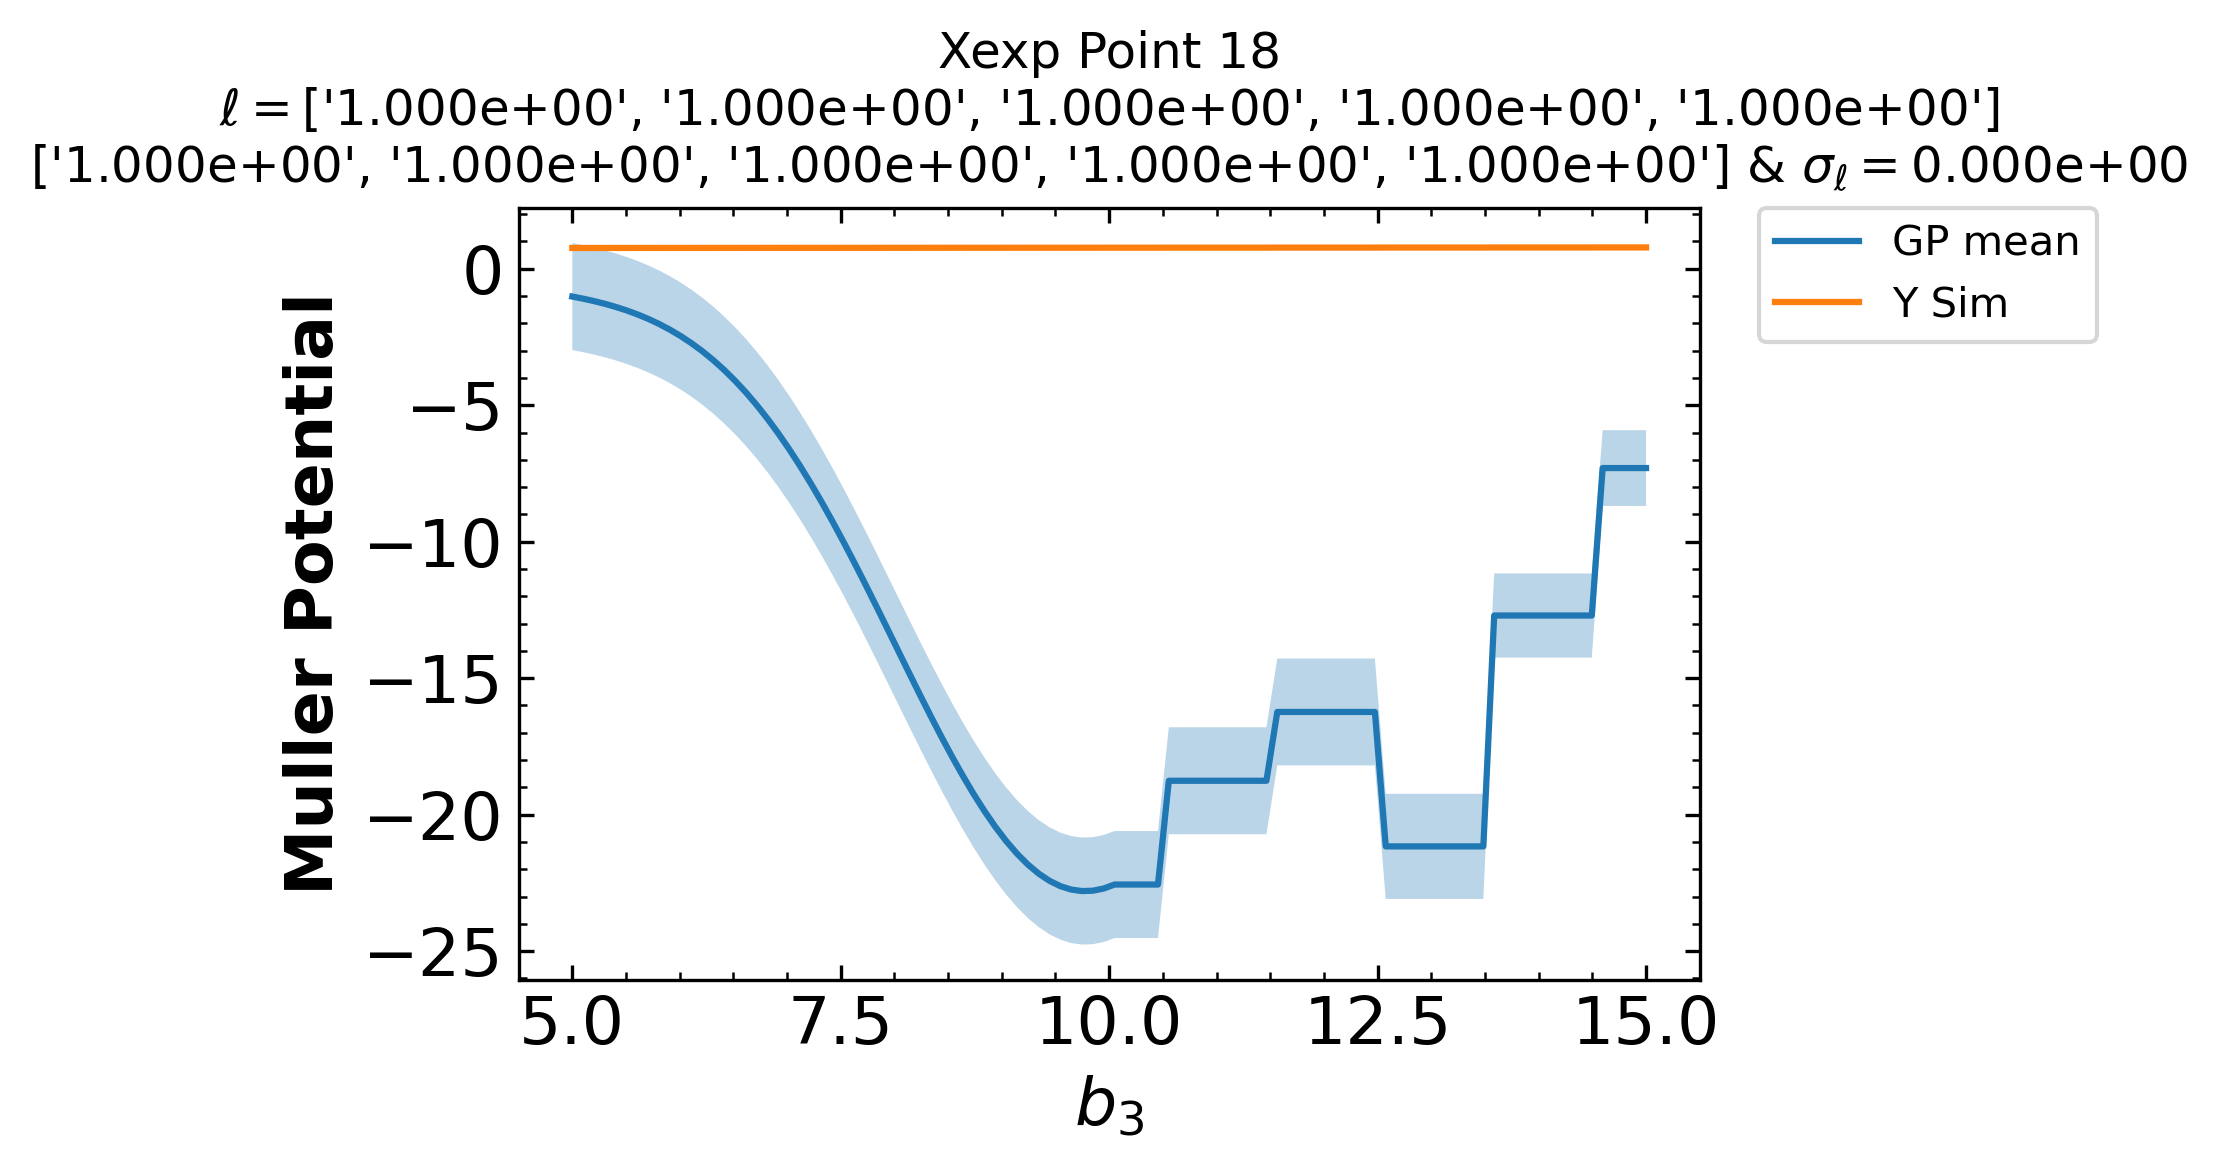 Xexp Point 18
ℓ = ['1.000e+00', '1.000e+00', '1.000e+00', '1.000e+00', '1.000e+00']
['1.000e+00', '1.000e+00', '1.000e+00', '1.000e+00', '1.000e+00'] & σℓ = 0.000e+00
GP mean
Y Sim
Muller Potential
0
−5
−10
−15
−20
−25
5.0 7.5 10.0 12.5 15.0
b₃